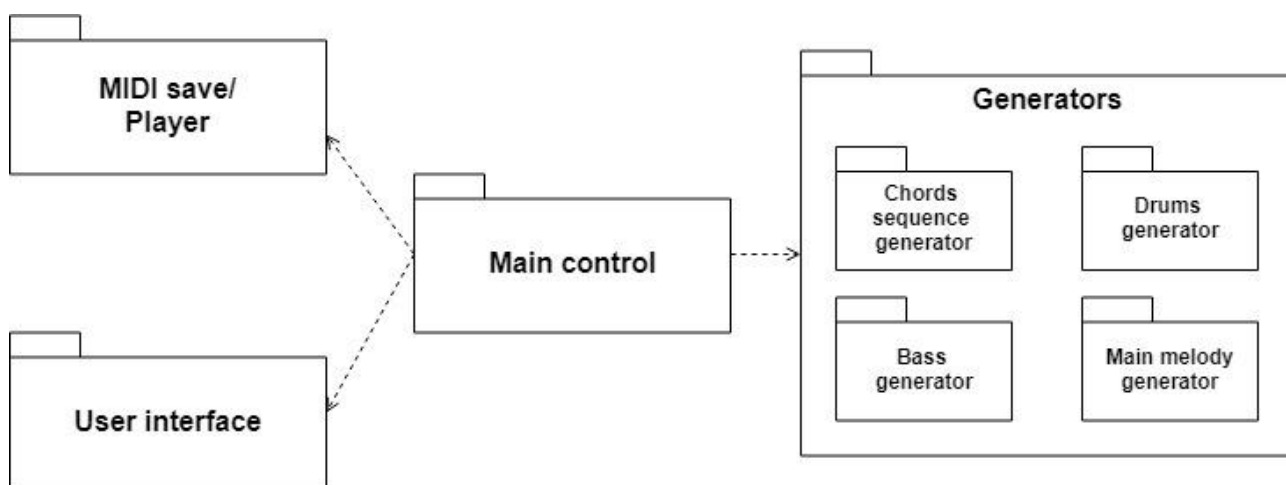 MIDI save/
Player
Generators
Chords
sequence
generator
Drums
generator
Main control
Bass
generator
Main melody
generator
User interface